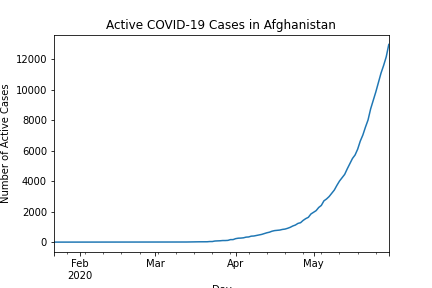 Active COVID-19 Cases in Afghanistan
Number of Active Cases
12000
10000
8000
6000
4000
2000
0
Feb
2020
Mar
Apr
May